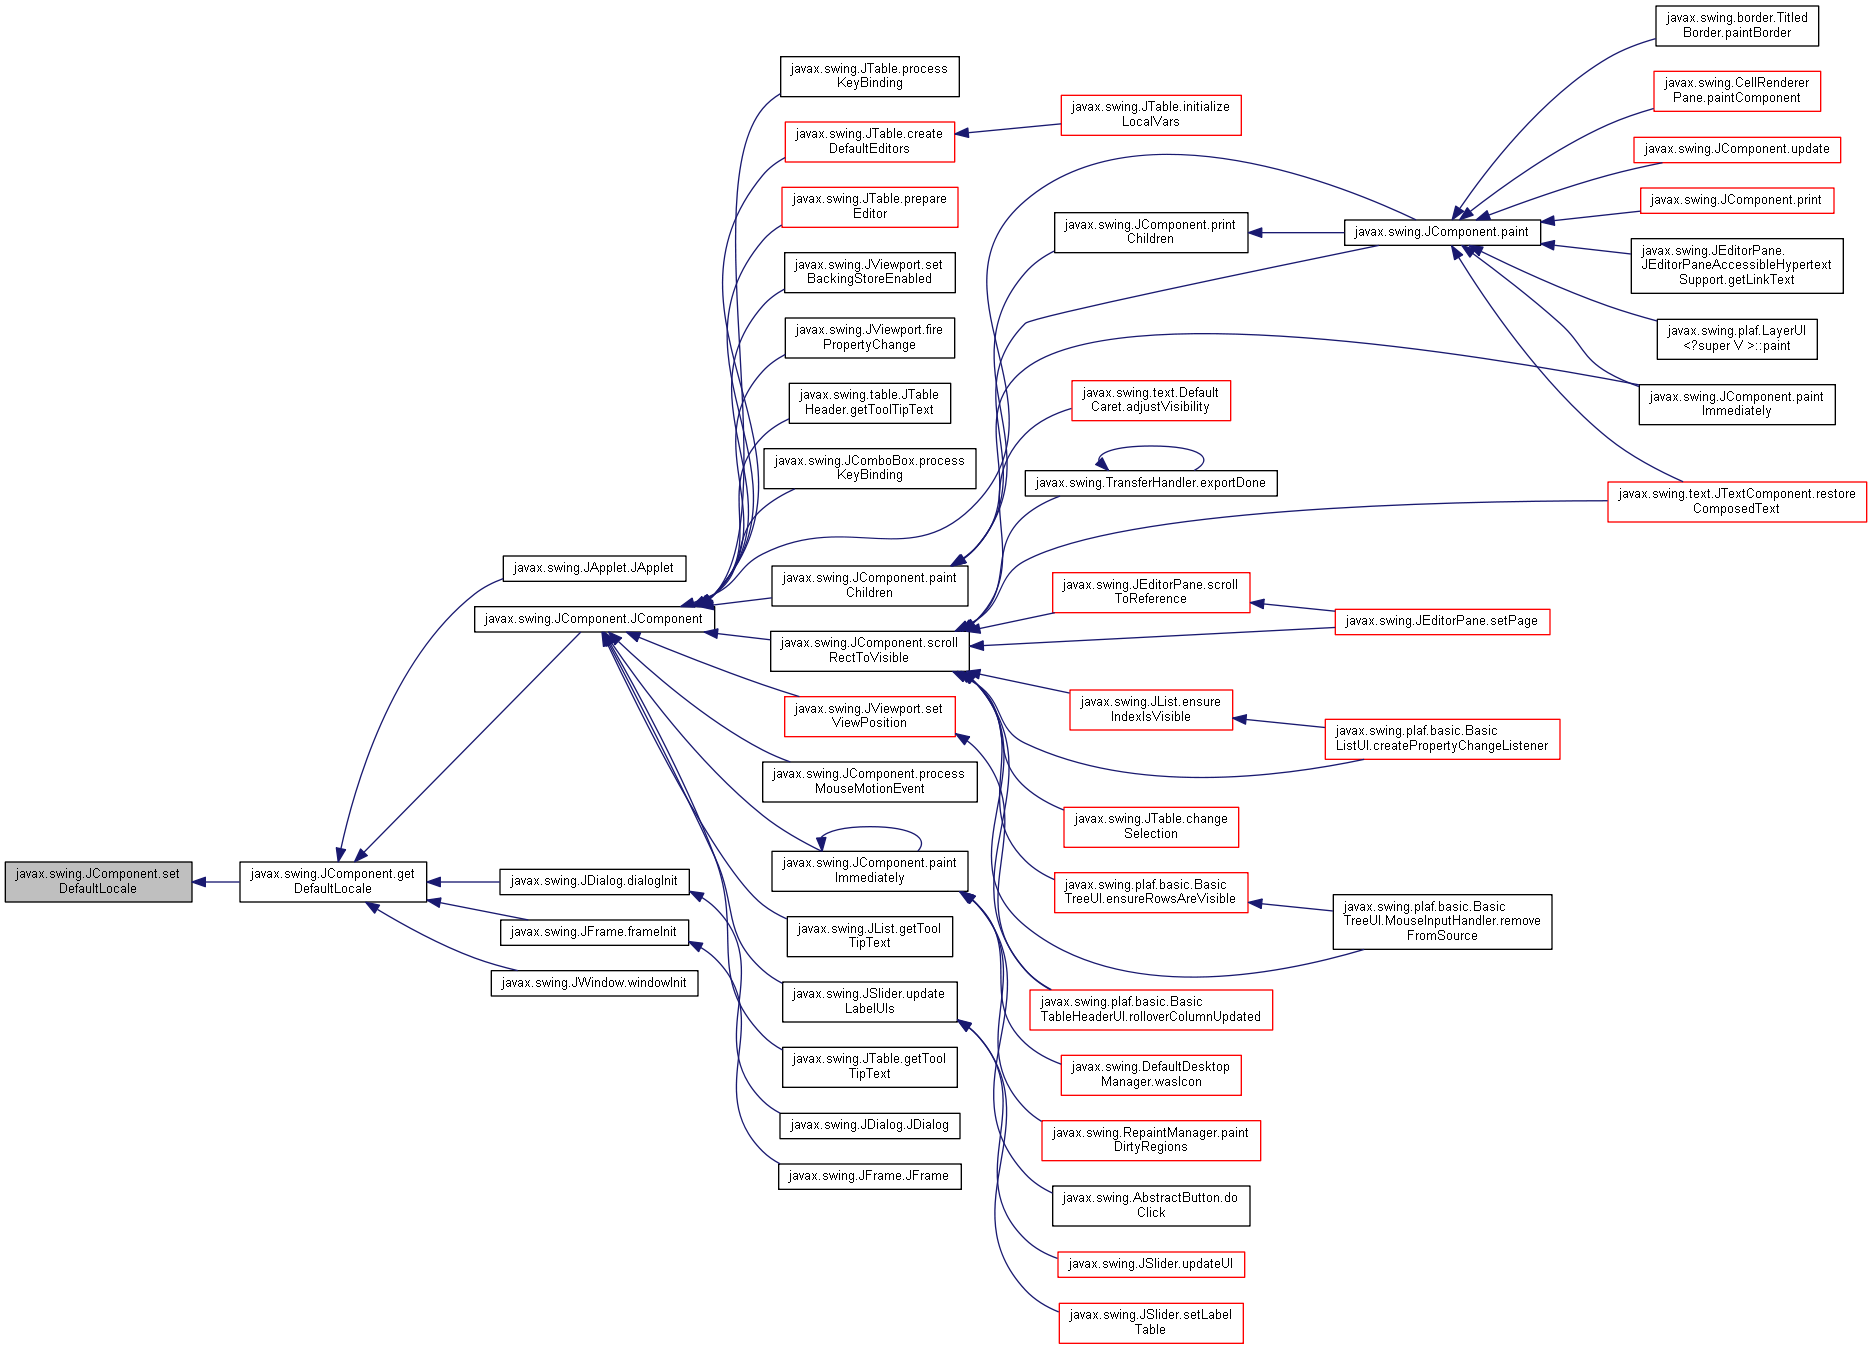 javax.swing.JComponent.set
DefaultLocale
javax.swing.JComponent.get
DefaultLocale
javax.swing.JApplet.JApplet
javax.swing.JComponent.JComponent
javax.swing.JDialog.dialogInit
javax.swing.JFrame.frameInit
javax.swing.JWindow.windowInit
javax.swing.JTable.process
KeyBinding
javax.swing.JTable.create
DefaultEditors
javax.swing.JTable.prepare
Editor
javax.swing.JViewport.set
BackingStoreEnabled
javax.swing.JViewport.fire
PropertyChange
javax.swing.table.JTable
Header.getToolTipText
javax.swing.JComboBox.process
KeyBinding
javax.swing.JComponent.paint
Children
javax.swing.JComponent.scroll
RectToVisible
javax.swing.JViewport.set
ViewPosition
javax.swing.JComponent.process
MouseMotionEvent
javax.swing.JComponent.paint
Immediately
javax.swing.JList.getTool
TipText
javax.swing.JSlider.update
LabelUIs
javax.swing.JTable.getTool
TipText
javax.swing.JDialog.JDialog
javax.swing.JFrame.JFrame
javax.swing.JTable.initialize
LocalVars
javax.swing.JComponent.print
Children
javax.swing.text.Default
Caret.adjustVisibility
javax.swing.TransferHandler.exportDone
javax.swing.JEditorPane.scroll
ToReference
javax.swing.JList.ensure
IndexIsVisible
javax.swing.JTable.change
Selection
javax.swing.plaf.basic.Basic
TreeUI.ensureRowsAreVisible
javax.swing.plaf.basic.Basic
TableHeaderUI.rolloverColumnUpdated
javax.swing.DefaultDesktop
Manager.wasIcon
javax.swing.RepaintManager.paint
DirtyRegions
javax.swing.AbstractButton.do
Click
javax.swing.JSlider.updateUI
javax.swing.JSlider.setLabel
Table
javax.swing.JComponent.paint
javax.swing.JEditorPane.setPage
javax.swing.plaf.basic.Basic
ListUI.createPropertyChangeListener
javax.swing.plaf.basic.Basic
TreeUI.MouseInputHandler.remove
FromSource
javax.swing.border.Titled
Border.paintBorder
javax.swing.CellRenderer
Pane.paintComponent
javax.swing.JComponent.update
javax.swing.JComponent.print
javax.swing.JEditorPane.
JEditorPaneAccessibleHypertext
Support.getLinkText
javax.swing.plaf.LayerUI
<?super V >::paint
javax.swing.JComponent.paint
Immediately
javax.swing.text.JTextComponent.restore
ComposedText